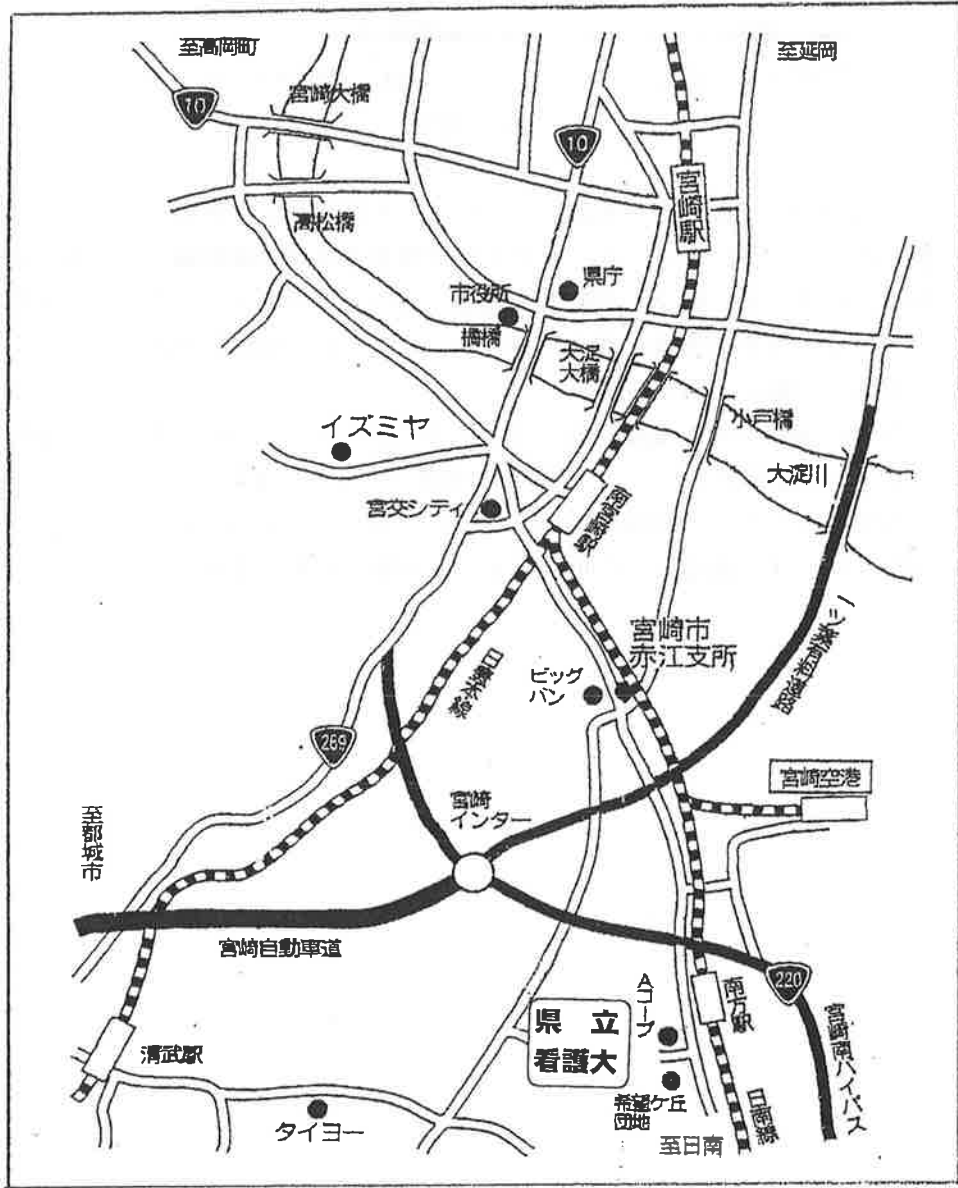 至高岡町
至延岡
宮崎大橋
10
10
宮崎駅
高松橋
県庁
市役所
橘橋
大淀
大橋
小戸橋
イズミヤ
大淀川
宮交シティ
南宮崎駅
宮崎市
赤江支所
一ッ葉有料道路
日豊本線
ビッグ
バン
269
宮崎空港
宮崎
インター
至都城市
宮崎自動車道
220
Aコープ
南方駅
県立
看護大
宮崎南バイパス
清武駅
希望ケ丘
団地
日南線
タイヨー
至日南